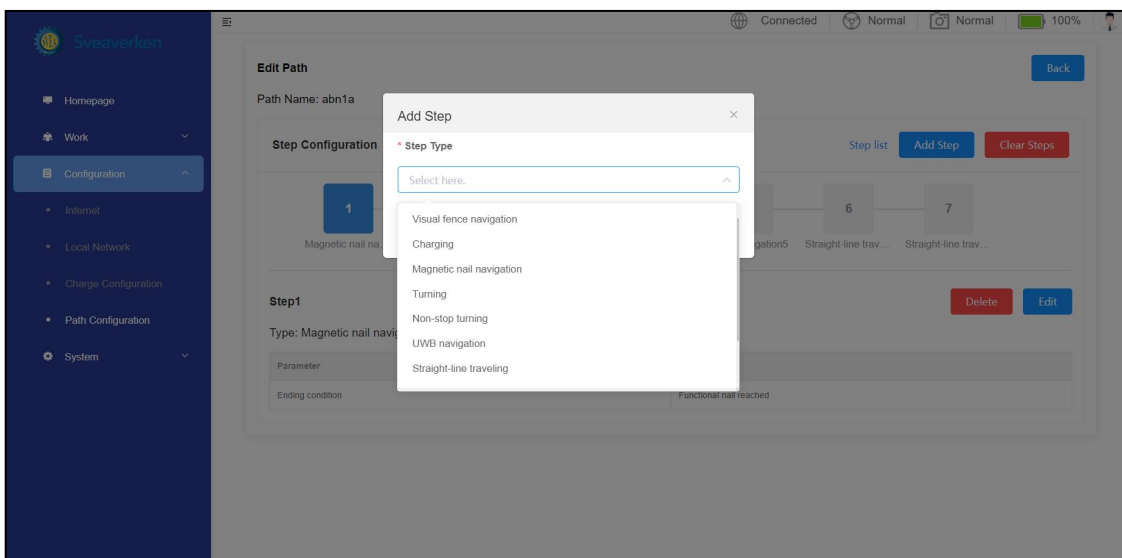 Sveaverken
Connected Normal Normal 100%
Homepage
Work
Configuration
Internet
Local Network
Charge Configuration
Path Configuration
System
Edit Path
Back
Path Name: abn1a
Step Configuration
Step list
Add Step
Clear Steps
1
6
7
Magnetic nail na
gation5
Straight-line trav...
Straight-line trav...
Step1
Delete
Edit
Type: Magnetic nail navi
Parameter
Ending condition
Functional nail reached
Add Step
×
* Step Type
Select here.
Visual fence navigation
Charging
Magnetic nail navigation
Turning
Non-stop turning
UWB navigation
Straight-line traveling